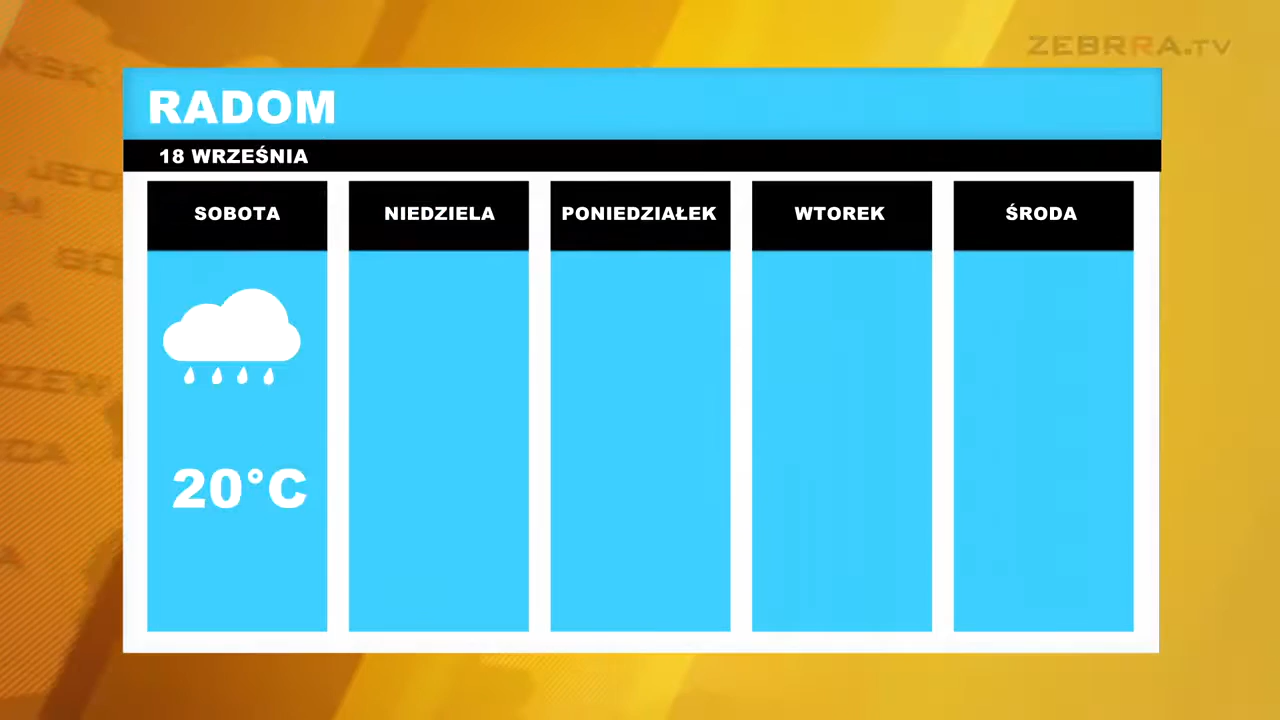 ZEBRRA.TV
RADOM
18 WRZEŚNIA
SOBOTA
NIEDZIELA
PONIEDZIAŁEK
WTOREK
ŚRODA
20°C